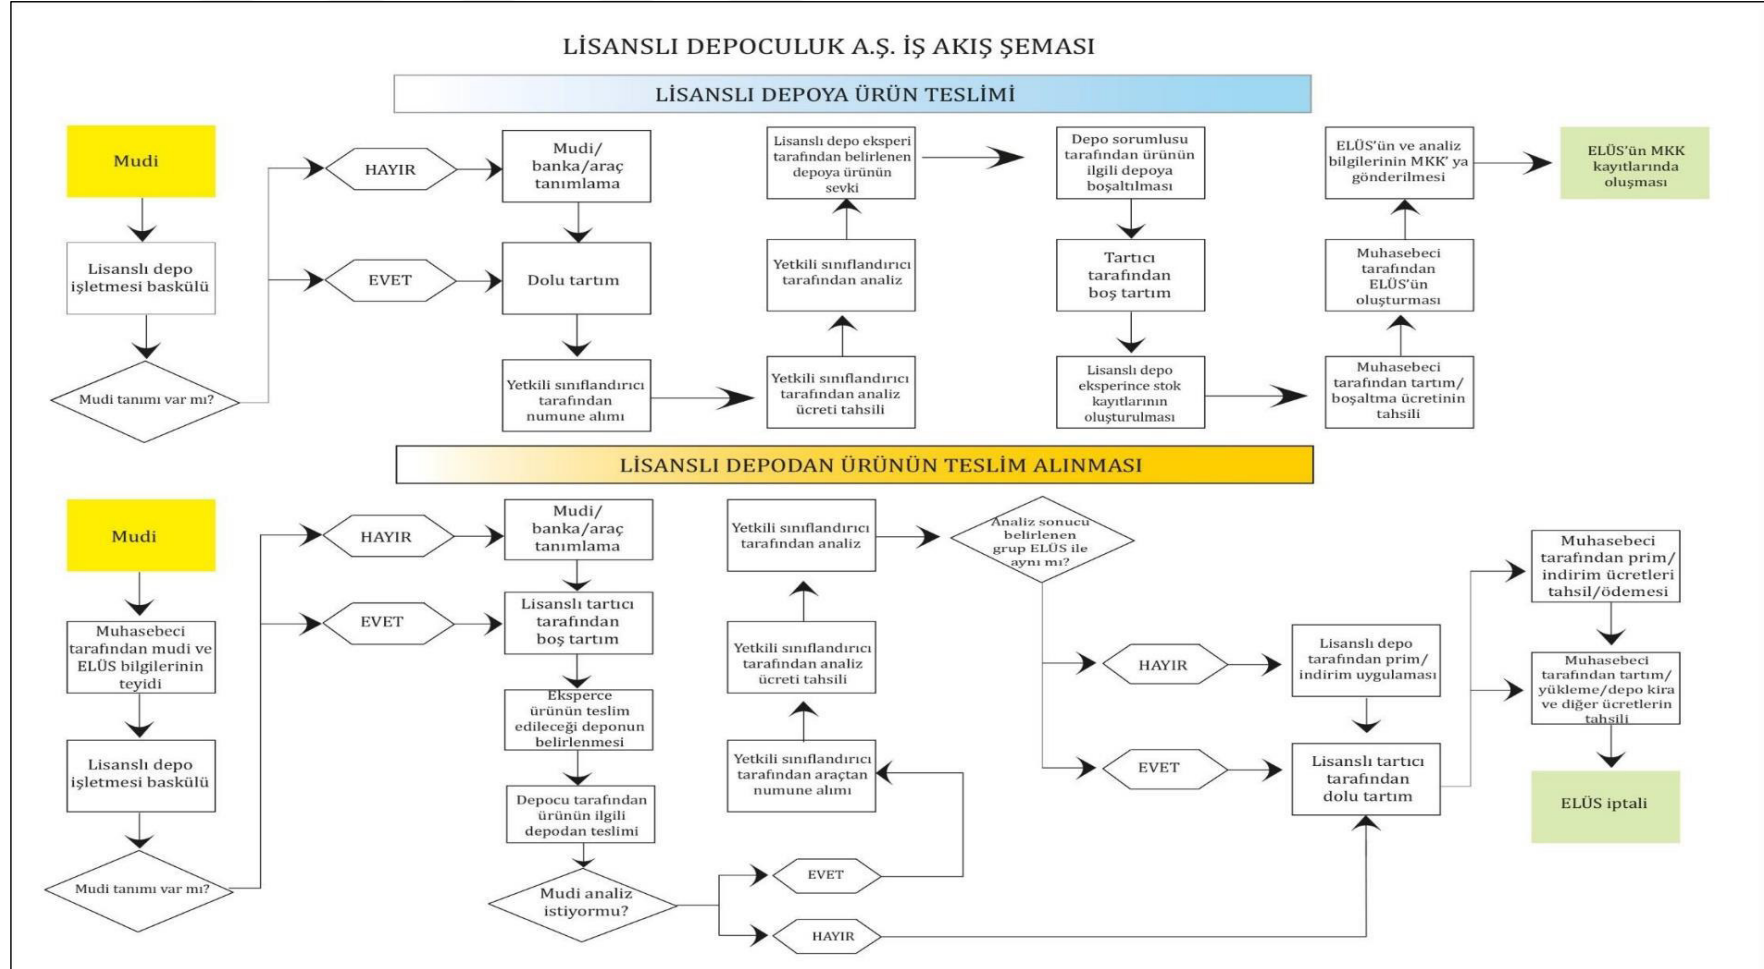 LİSANSLI DEPOCULUK A.Ş. İŞ AKIŞ ŞEMASI
LİSANSLI DEPOYA ÜRÜN TESLİMİ
Mudi
Lisanslı depo
işletmesi baskülü
Mudi tanımı var mı?
HAYIR
EVET
Mudi/
banka/araç
tanımlama
Dolu tartım
Yetkili sınıflandırıcı
tarafından
numune alımı
Yetkili sınıflandırıcı
tarafından analiz
ücreti tahsili
Yetkili sınıflandırıcı
tarafından analiz
Lisanslı depo eksperi
tarafından belirlenen
depoya ürünün
sevki
Depo sorumlusu
tarafından ürünün
ilgili depoya
boşaltılması
Tartıcı
tarafından
boş tartım
Lisanslı depo
eksperince stok
kayıtlarının
oluşturulması
Muhasebeci
tarafından tartım/
boşaltma ücretinin
tahsili
Muhasebeci
tarafından
ELÜS’ün
oluşturması
ELÜS’ün ve analiz
bilgilerinin MKK’ ya
gönderilmesi
ELÜS’ün MKK
kayıtlarında
oluşması
LİSANSLI DEPODAN ÜRÜNÜN TESLİM ALINMASI
Mudi
Muhasebeci
tarafından mudi ve
ELÜS bilgilerinin
teyidi
Lisanslı depo
işletmesi baskülü
Mudi tanımı var mı?
HAYIR
EVET
Mudi/
banka/araç
tanımlama
Lisanslı tartıcı
tarafından
boş tartım
Eksperce
ürünün teslim
edileceği deponun
belirlenmesi
Depocu tarafından
ürünün ilgili
depodan teslimi
Mudi analiz
istiyormu?
EVET
HAYIR
Yetkili sınıflandırıcı
tarafından araçtan
numune alımı
Yetkili sınıflandırıcı
tarafından analiz
ücreti tahsili
Yetkili sınıflandırıcı
tarafından analiz
Analiz sonucu
belirlenen
grup ELÜS ile
aynı mı?
HAYIR
EVET
Lisanslı depo
tarafından prim/
indirim uygulaması
Lisanslı tartıcı
tarafından
dolu tartım
Muhasebeci
tarafından prim/
indirim ücretleri
tahsil/ödemesi
Muhasebeci
tarafından tartım/
yükleme/depo kira
ve diğer ücretlerin
tahsili
ELÜS iptali